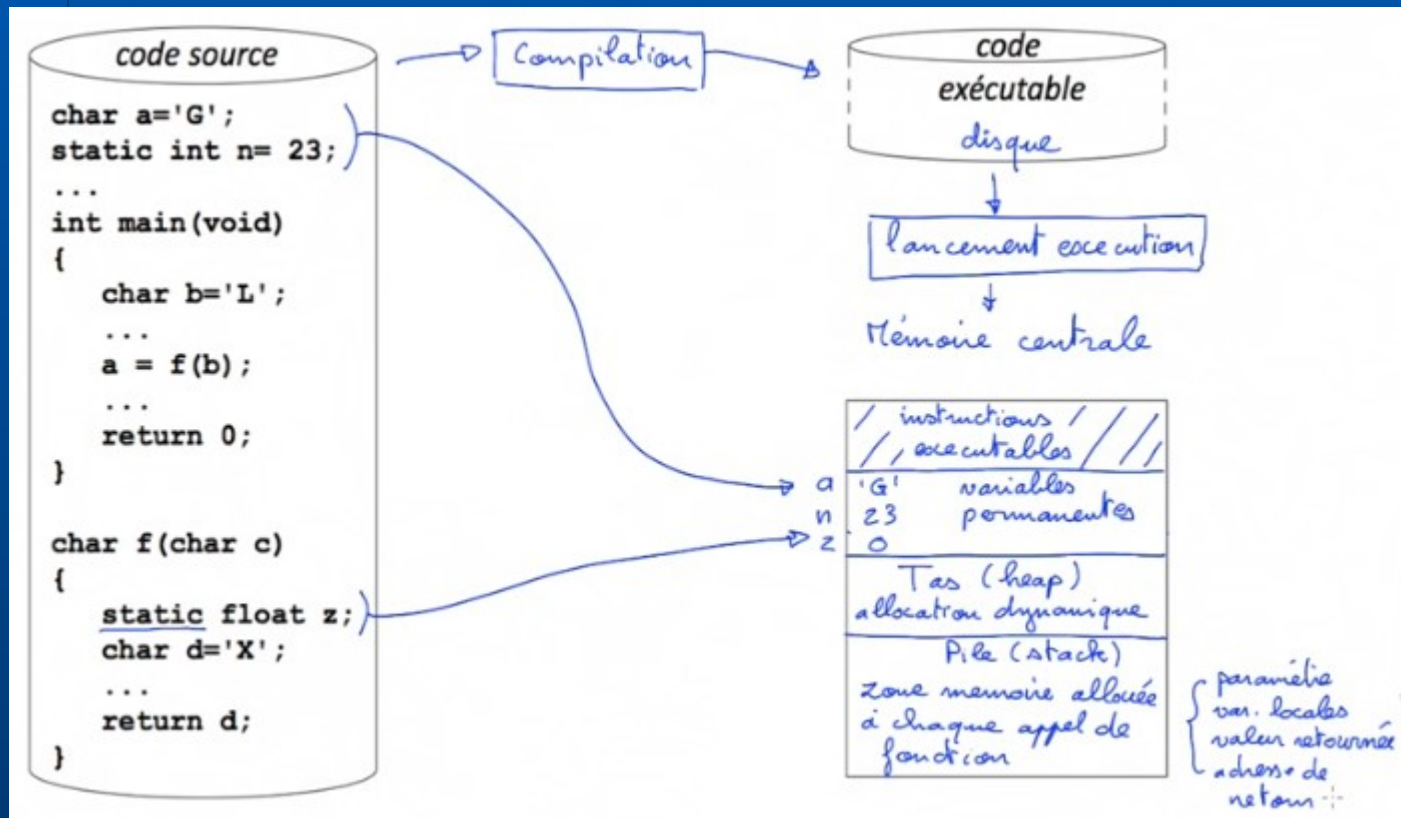 code source
char a='G';
static int n= 23;
...
int main(void)
{
char b='L';
...
a = f(b);
...
return 0;
}
char f(char c)
{
static float z;
char d='X';
...
return d;
}
Compilation
code
exécutable
disque
lancement execution
Mémoire centrale
instructions
executables
a 'G' variables
n 23 permanentes
z 0
Tas (heap)
allocation dynamique
Pile (stack)
zone memoire allouée
à chaque appel de
fonction
paramètre
var. locales
valeur retournée
adresse de
retour